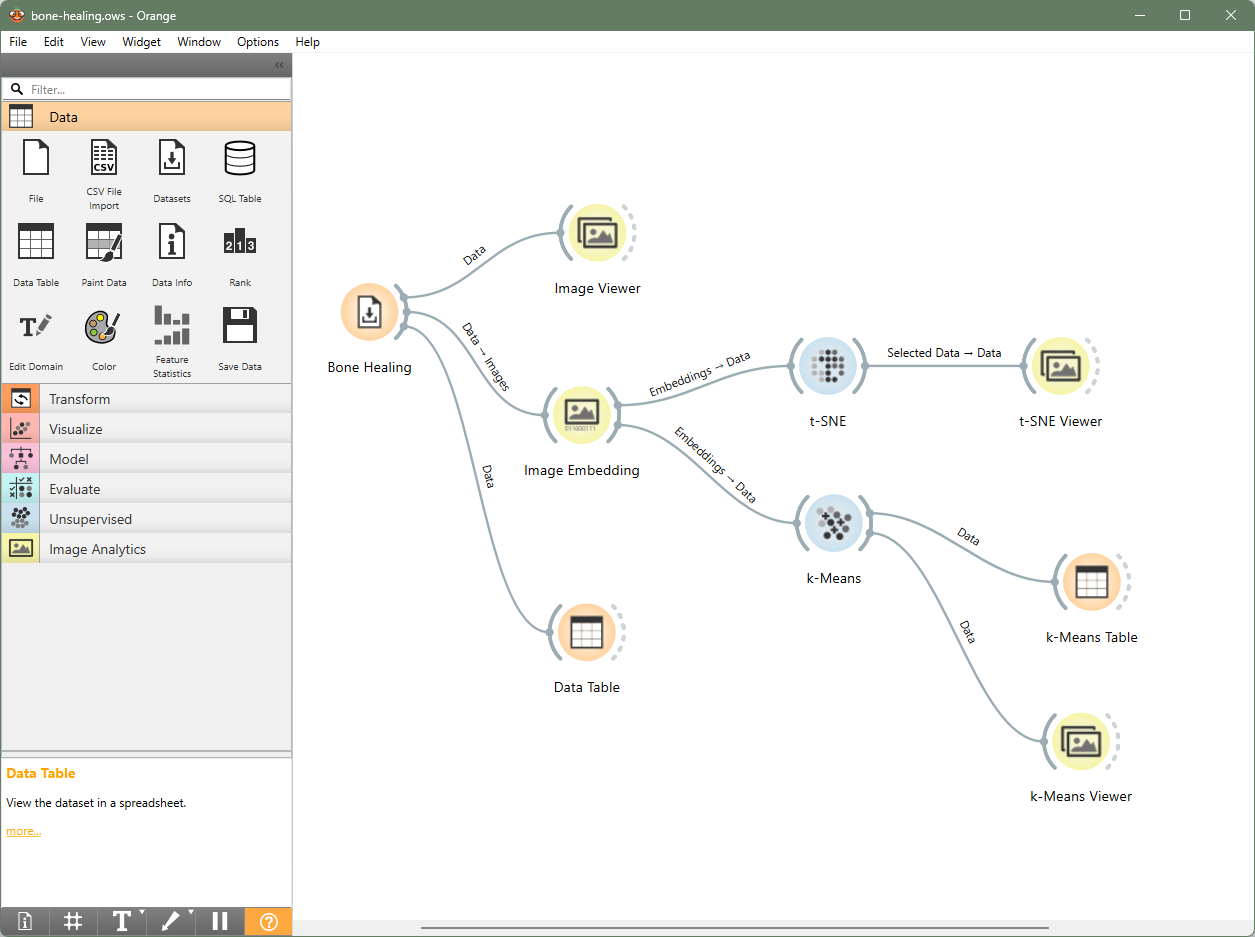 bone-healing.ows - Orange
File Edit View Widget Window Options Help
Filter...
Data
File
CSV
CSV File
Import
Datasets
SQL Table
Data Table
Paint Data
Data Info
2 1 3
Rank
T
Edit Domain
Color
Feature
Statistics
Save Data
Transform
Visualize
Model
Evaluate
Unsupervised
Image Analytics
Data Table
View the dataset in a spreadsheet.
more...
T
?
Bone Healing
Data
Image Viewer
Data → Images
Image Embedding
Data
Data Table
Embeddings → Data
t-SNE
Selected Data → Data
t-SNE Viewer
Embeddings → Data
k-Means
Data
k-Means Table
Data
k-Means Viewer